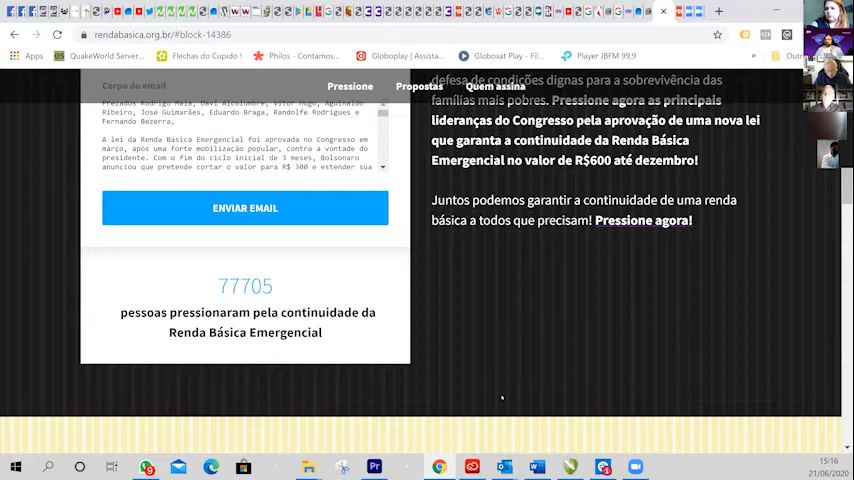 rendabasica.org.br/#block-14386
Apps
QuakeWorld Server...
Flechas do Cupido !
Philos - Contamos...
Globoplay | Assista...
Globosat Play - Fil...
Player JBFM 99,9
»
Corpo do email
Pressione
Propostas
Quem assina
Prezados Rodrigo Maia, Davi Alcolumbre, Vitor Hugo, Aguinaldo
Ribeiro, José Guimarães, Eduardo Braga, Randolfe Rodrigues e
Fernando Bezerra,
A lei da Renda Básica Emergencial foi aprovada no Congresso em
março, após uma forte mobilização popular, contra a vontade do
presidente. Com o fim do ciclo inicial de 3 meses, Bolsonaro
anunciou que pretende cortar o valor para R$ 300 e estender sua
ENVIAR EMAIL
77705
pessoas pressionaram pela continuidade da
Renda Básica Emergencial
defesa de condições dignas para a sobrevivência das
famílias mais pobres. Pressione agora as principais
lideranças do Congresso pela aprovação de uma nova lei
que garanta a continuidade da Renda Básica
Emergencial no valor de R$600 até dezembro!
Juntos podemos garantir a continuidade de uma renda
básica a todos que precisam! Pressione agora!
15:16
21/06/2020